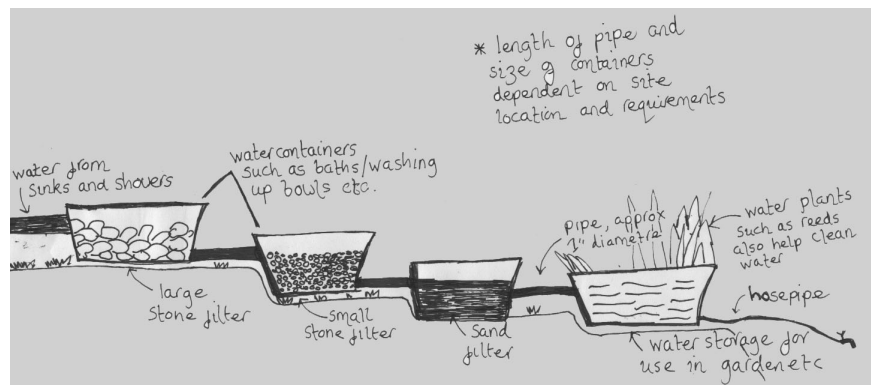 * length of pipe and
size of containers
dependent on site
location and requirements
water from
sinks and showers
water containers
such as baths/washing
up bowls etc.
pipe, approx
1" diametre
water plants
such as reeds
also help clean
water
large
stone filter
small
stone filter
sand
filter
hosepipe
water storage for
use in garden etc